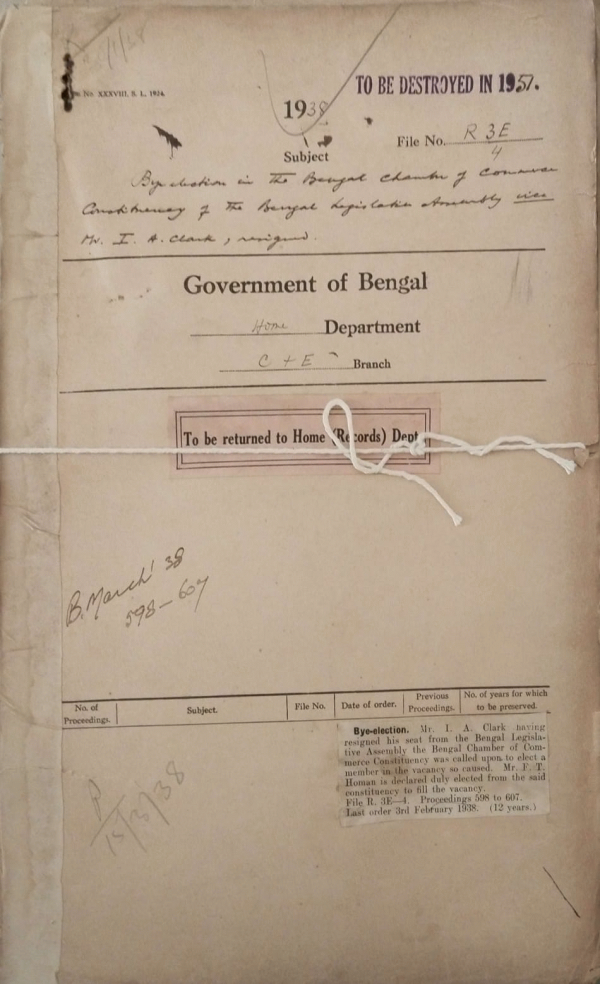 No. XXXVIII, S. L. 1924.
TO BE DESTROYED IN 1951.
1938
File No. R 3E
4
Subject
Bye election in the Bengal Chamber of Commerce
Constituency of the Bengal Legislative Assembly vice
Mr. I. A. Clark, resigned.
Government of Bengal
Home Department
C + E Branch
To be returned to Home (Records) Dept.
B. March' 38
598–607
No. of Proceedings.
Subject.
File No.
Date of order.
Previous Proceedings.
No. of years for which to be preserved.
Bye-election. Mr. I. A. Clark having
resigned his seat from the Bengal Legisla-
tive Assembly the Bengal Chamber of Com-
merce Constituency was called upon to elect a
member in the vacancy so caused. Mr. F. T.
Homan is declared duly elected from the said
constituency to fill the vacancy.
File R. 3E—4. Proceedings 598 to 607.
Last order 3rd February 1938. (12 years.)
15/3/38